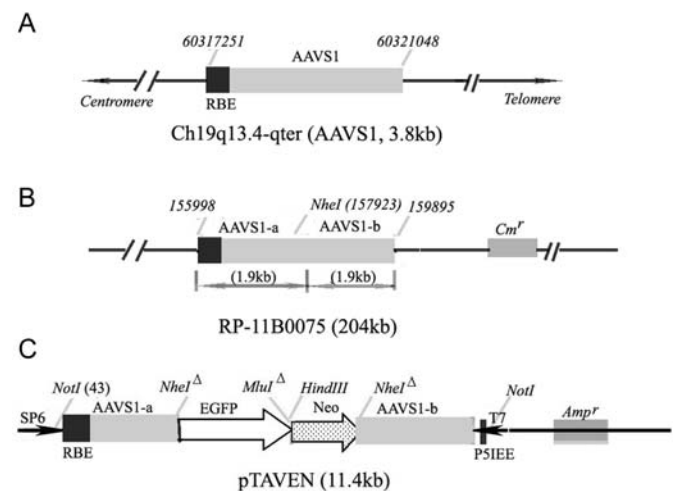 A
60317251
60321048
AAVS1
Centromere
RBE
Telomere
Ch19q13.4-qter (AAVS1, 3.8kb)
B
155998
NheI (157923)
159895
AAVS1-a
AAVS1-b
Cm^r
(1.9kb)
(1.9kb)
RP-11B0075 (204kb)
C
NotI (43)
NheI^Δ
MluI^Δ
HindIII
NheI^Δ
NotI
SP6
AAVS1-a
EGFP
Neo
AAVS1-b
T7
Amp^r
RBE
P5IEE
pTAVEN (11.4kb)